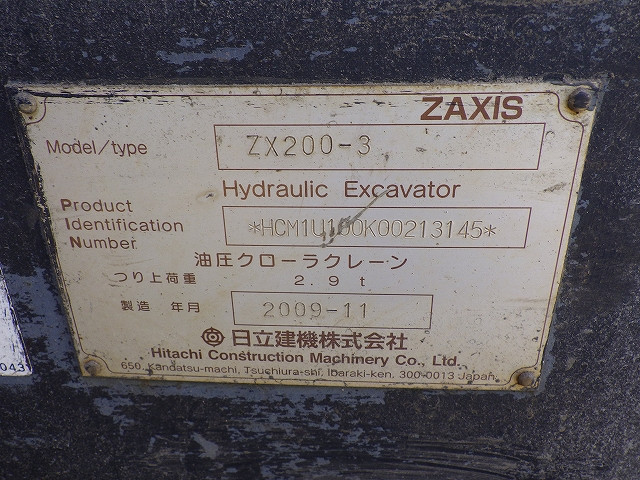 ZAXIS
Model/type ZX200-3
Hydraulic Excavator
Product
Identification
Number
*HCM1U100K00213145*
油圧クローラクレーン
つり上荷重 2.9t
製造 年月 2009-11
日立建機株式会社
Hitachi Construction Machinery Co., Ltd.
650, Kandatsu-machi, Tsuchiura-shi, Ibaraki-ken, 300-0013 Japan.
043